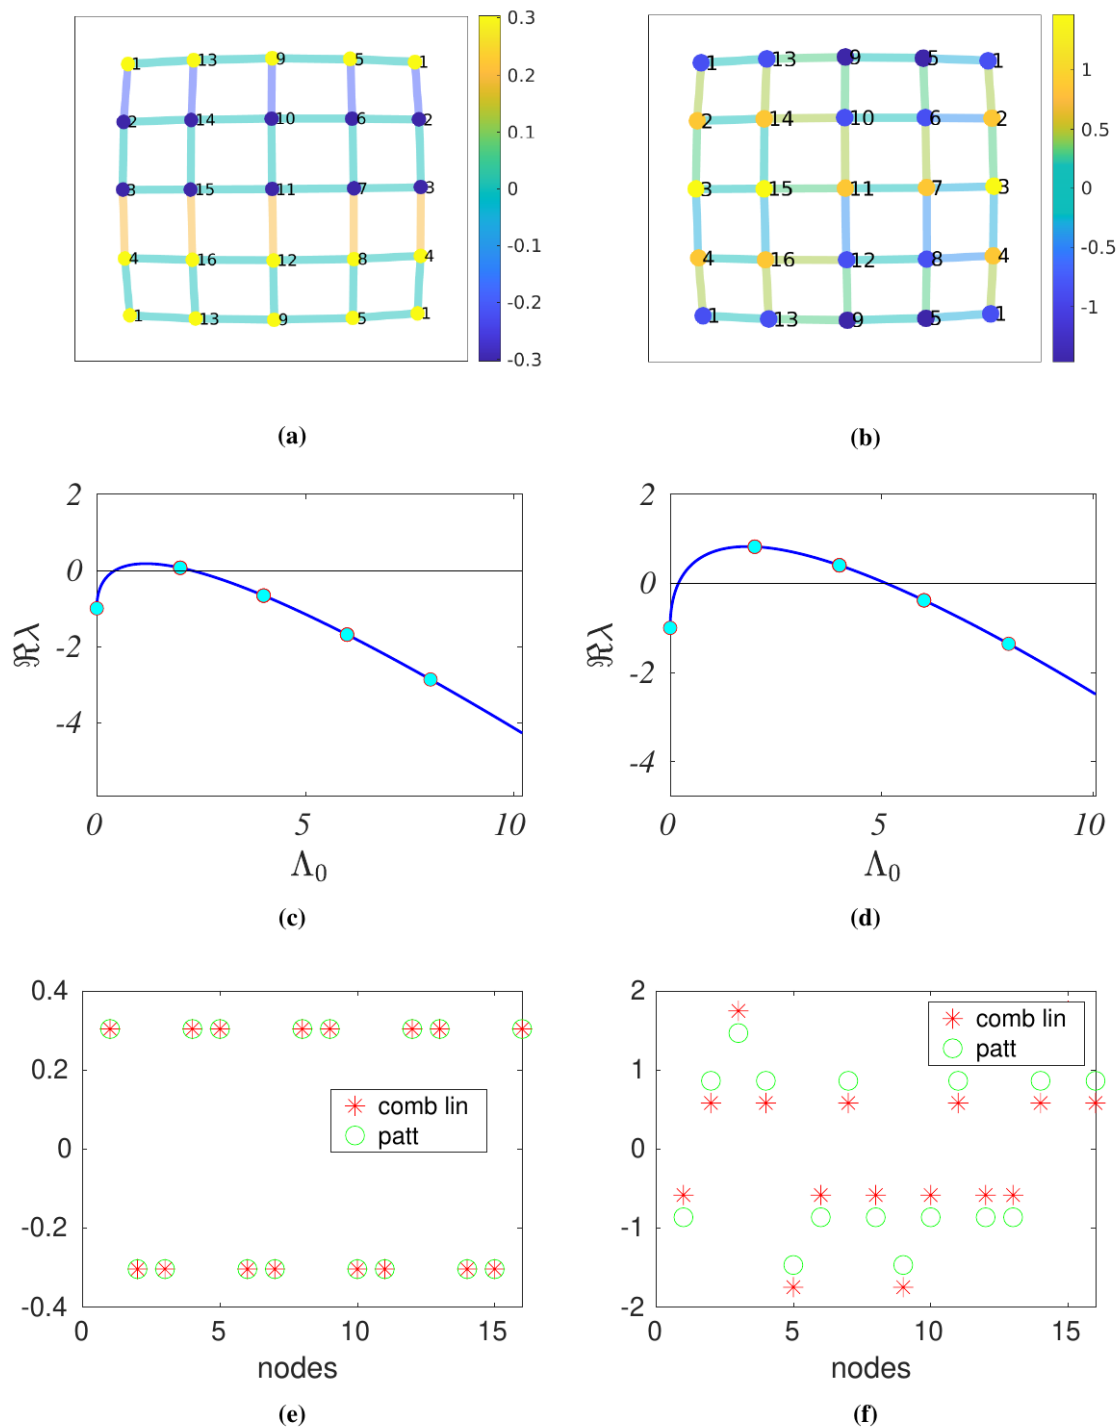 1 13 9 5 1
2 14 10 6 2
3 15 11 7 3
4 16 12 8 4
1 13 9 5 1
0.3
0.2
0.1
0
-0.1
-0.2
-0.3
(a)
1 13 9 5 1
2 14 10 6 2
3 15 11 7 3
4 16 12 8 4
1 13 9 5 1
1
0.5
0
-0.5
-1
(b)
2
0
-2
-4
ℜλ
0 5 10
Λ₀
(c)
2
0
-2
-4
ℜλ
0 5 10
Λ₀
(d)
0.4
0.2
0
-0.2
-0.4
comb lin
patt
0 5 10 15
nodes
(e)
2
1
0
-1
-2
comb lin
patt
0 5 10 15
nodes
(f)